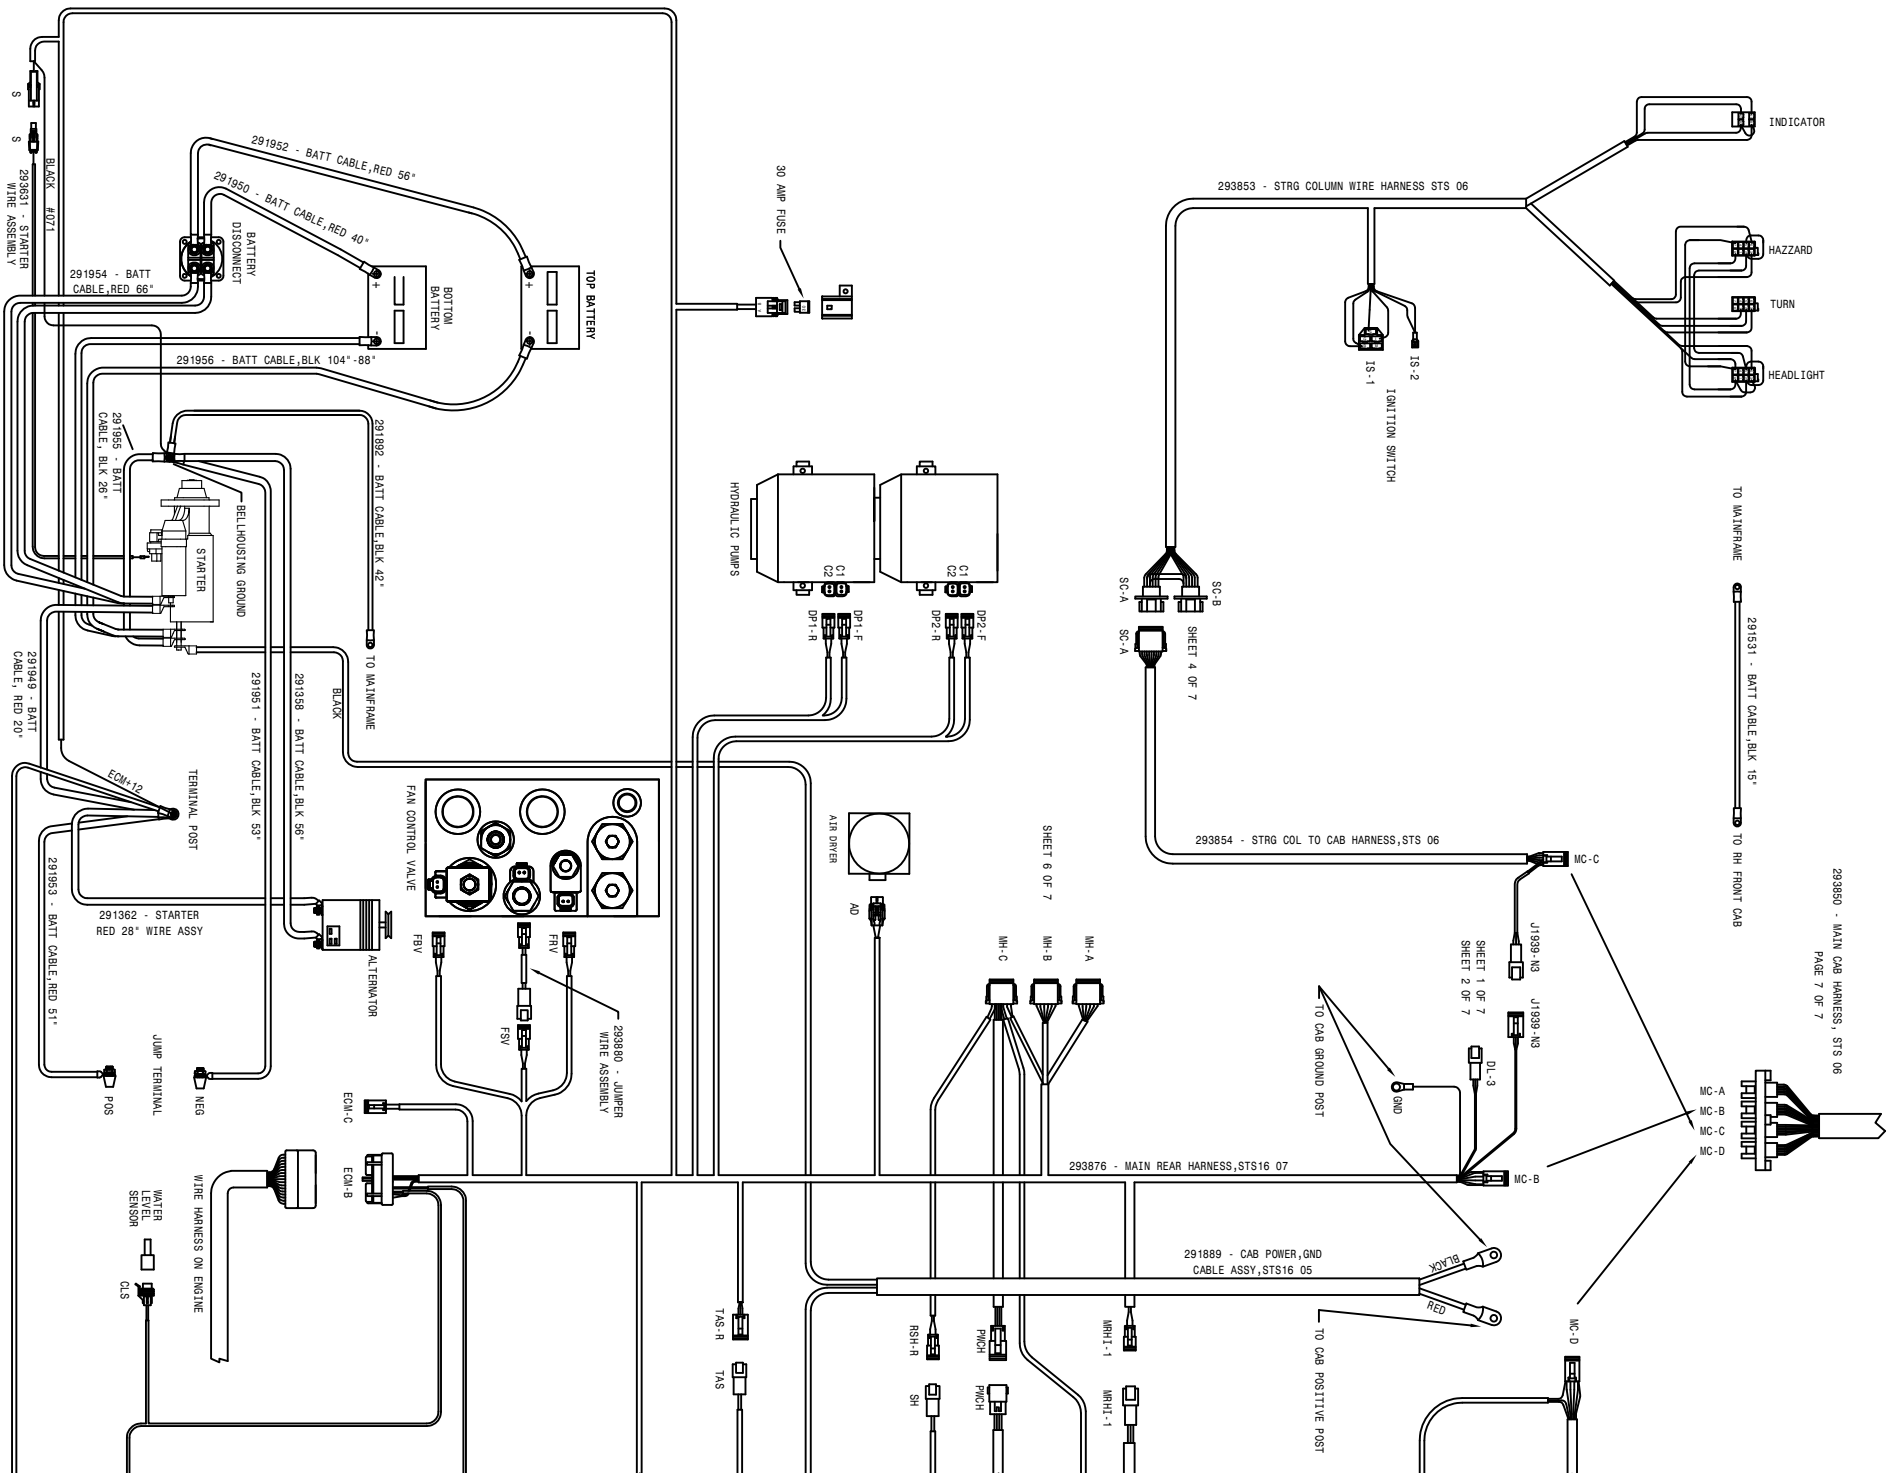 INDICATOR
HAZZARD
TURN
HEADLIGHT
293853 - STRG COLUMN WIRE HARNESS STS 06
IS-2
IS-1
IGNITION SWITCH
30 AMP FUSE
S
S
BLACK #071
293631 - STARTER
WIRE ASSEMBLY
291952 - BATT CABLE,RED 56"
291950 - BATT CABLE,RED 40"
BATTERY
DISCONNECT
291954 - BATT
CABLE,RED 66"
+
-
BOTTOM
BATTERY
+
-
TOP BATTERY
291956 - BATT CABLE,BLK 104"-88"
291955 - BATT
CABLE, BLK 26"
291892 - BATT CABLE,BLK 42"
TO MAINFRAME
BELLHOUSING GROUND
STARTER
HYDRAULIC PUMPS
C1
C2
C1
C2
DP1-F
DP1-R
DP2-F
DP2-R
SC-B
SC-A
SHEET 4 OF 7
SC-A
TO MAINFRAME
291531 - BATT CABLE,BLK 15"
TO RH FRONT CAB
291949 - BATT
CABLE, RED 20"
291951 - BATT CABLE,BLK 53"
291358 - BATT CABLE,BLK 56"
BLACK
ECM+12
TERMINAL POST
291953 - BATT CABLE,RED 51"
291362 - STARTER
RED 28" WIRE ASSY
ALTERNATOR
JUMP TERMINAL
POS
NEG
FAN CONTROL VALVE
FBV
FRV
FSV
293880 - JUMPER
WIRE ASSEMBLY
AIR DRYER
AD
SHEET 6 OF 7
MH-C
MH-B
MH-A
293854 - STRG COL TO CAB HARNESS,STS 06
MC-C
J1939-N3
J1939-N3
SHEET 1 OF 7
SHEET 2 OF 7
DL-3
GND
TO CAB GROUND POST
293850 - MAIN CAB HARNESS, STS 06
PAGE 7 OF 7
MC-A
MC-B
MC-C
MC-D
293876 - MAIN REAR HARNESS,STS16 07
MC-B
ECM-C
ECM-B
WIRE HARNESS ON ENGINE
WATER
LEVEL
SENSOR
CLS
291889 - CAB POWER,GND
CABLE ASSY,STS16 05
BLACK
RED
TO CAB POSITIVE POST
MC-D
TAS-R
TAS
RSH-R
SH
PWCH
PWCH
MRHI-1
MRHI-1